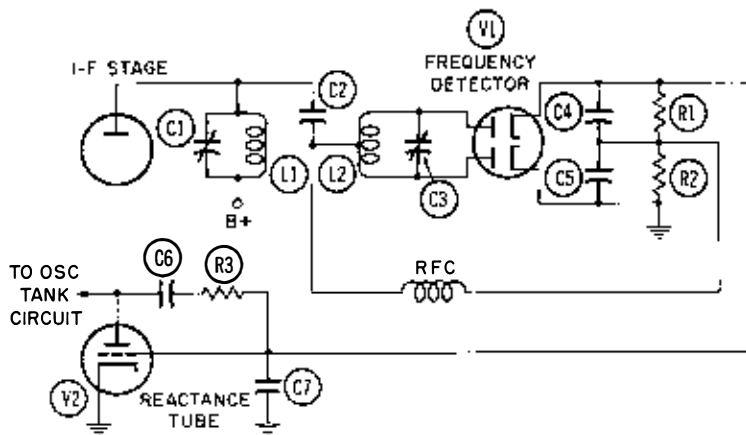 V1
I-F STAGE
FREQUENCY
DETECTOR
C2
C1
C4
R1
L1
L2
C3
C5
R2
B+
C6
R3
RFC
TO OSC
TANK
CIRCUIT
V2
REACTANCE
TUBE
C7